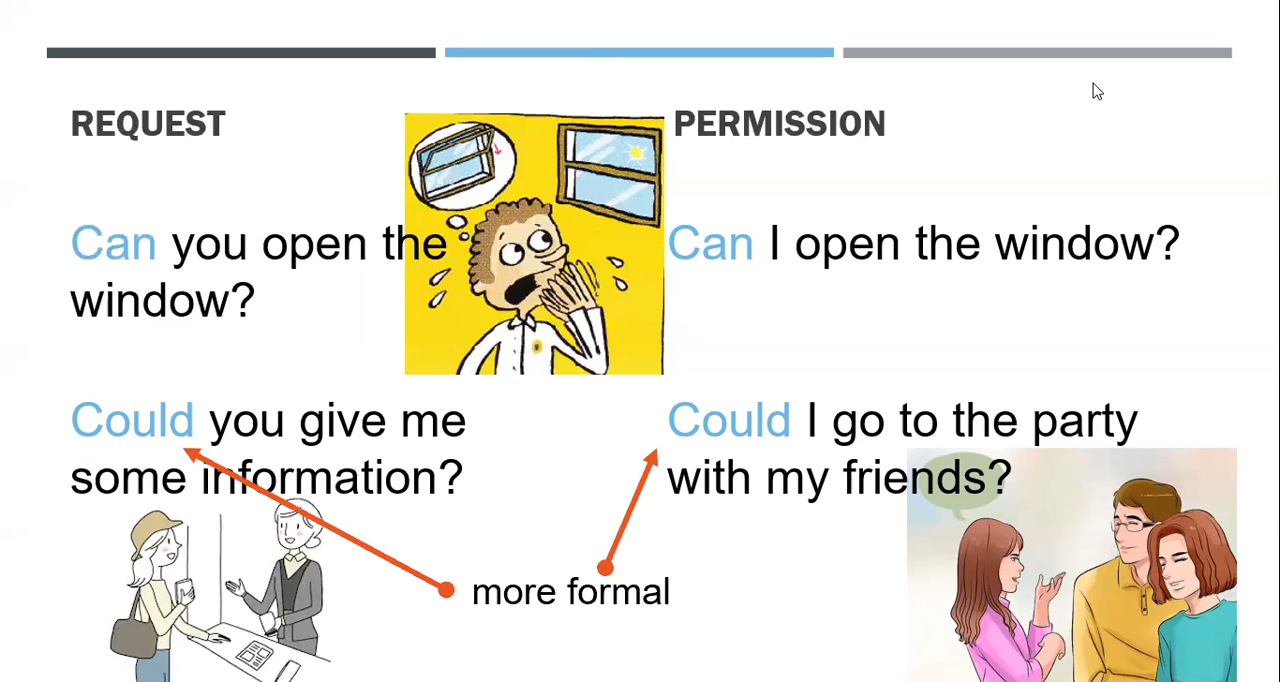 REQUEST
Can you open the
window?
Could you give me
some information?
PERMISSION
Can I open the window?
Could I go to the party
with my friends?
more formal